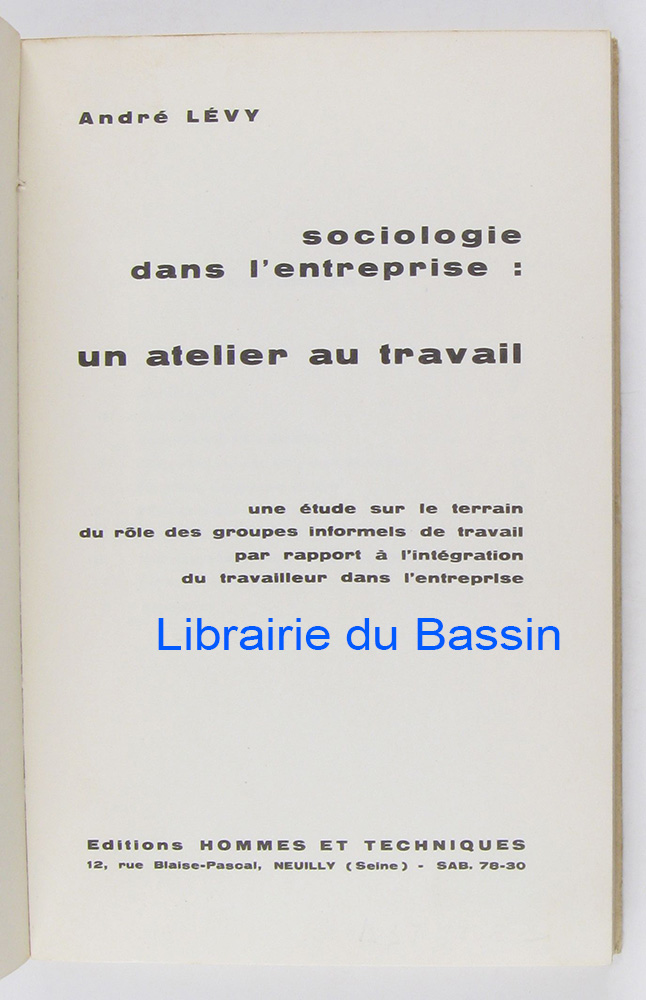 André LÉVY
sociologie
dans l'entreprise :
un atelier au travail
une étude sur le terrain
du rôle des groupes informels de travail
par rapport à l'intégration
du travailleur dans l'entreprise
Librairie du Bassin
Editions HOMMES ET TECHNIQUES
12, rue Blaise-Pascal, NEUILLY (Seine) - SAB. 78-30